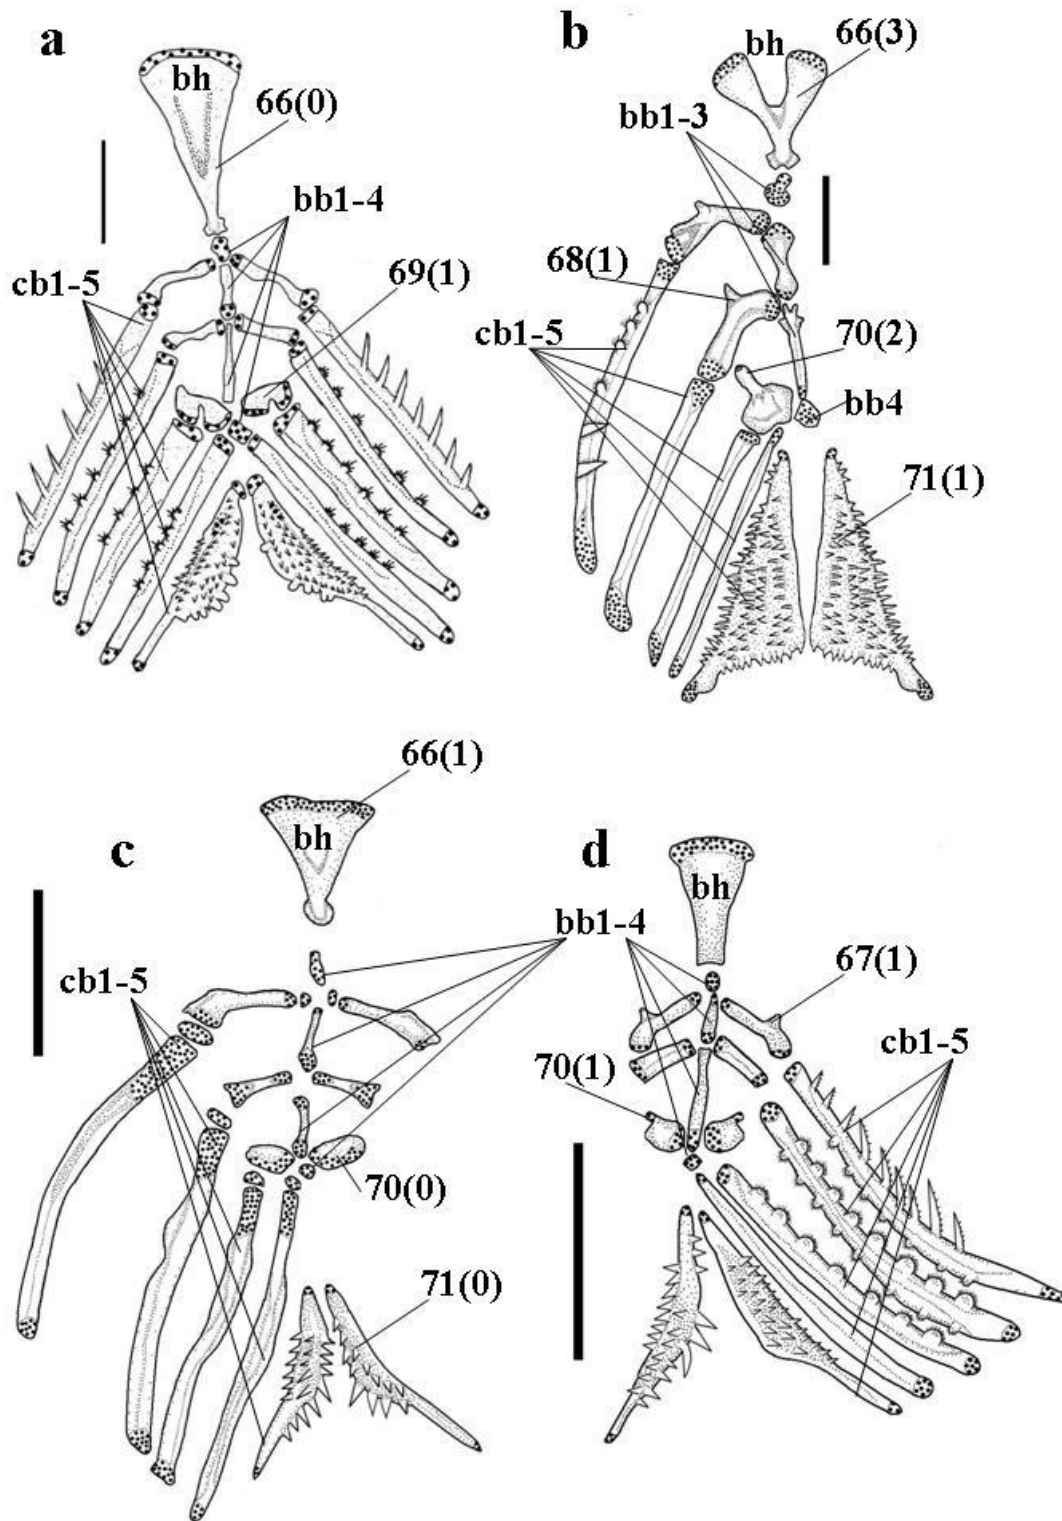 a
bh
66(0)
bb1-4
cb1-5
69(1)
b
bh
66(3)
bb1-3
68(1)
cb1-5
70(2)
bb4
71(1)
c
66(1)
bh
cb1-5
bb1-4
70(0)
71(0)
d
bh
67(1)
cb1-5
70(1)